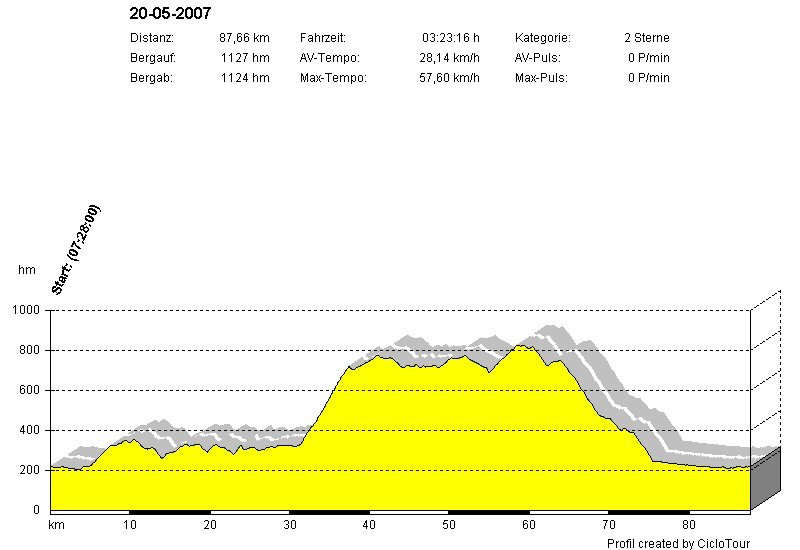 20-05-2007
Distanz: 87,66 km Fahrzeit: 03:23:16 h Kategorie: 2 Sterne
Bergauf: 1127 hm AV-Tempo: 28,14 km/h AV-Puls: 0 P/min
Bergab: 1124 hm Max-Tempo: 57,60 km/h Max-Puls: 0 P/min
Start: (07:28:00)
hm
1000
800
600
400
200
0
km 10 20 30 40 50 60 70 80
Profil created by CicloTour